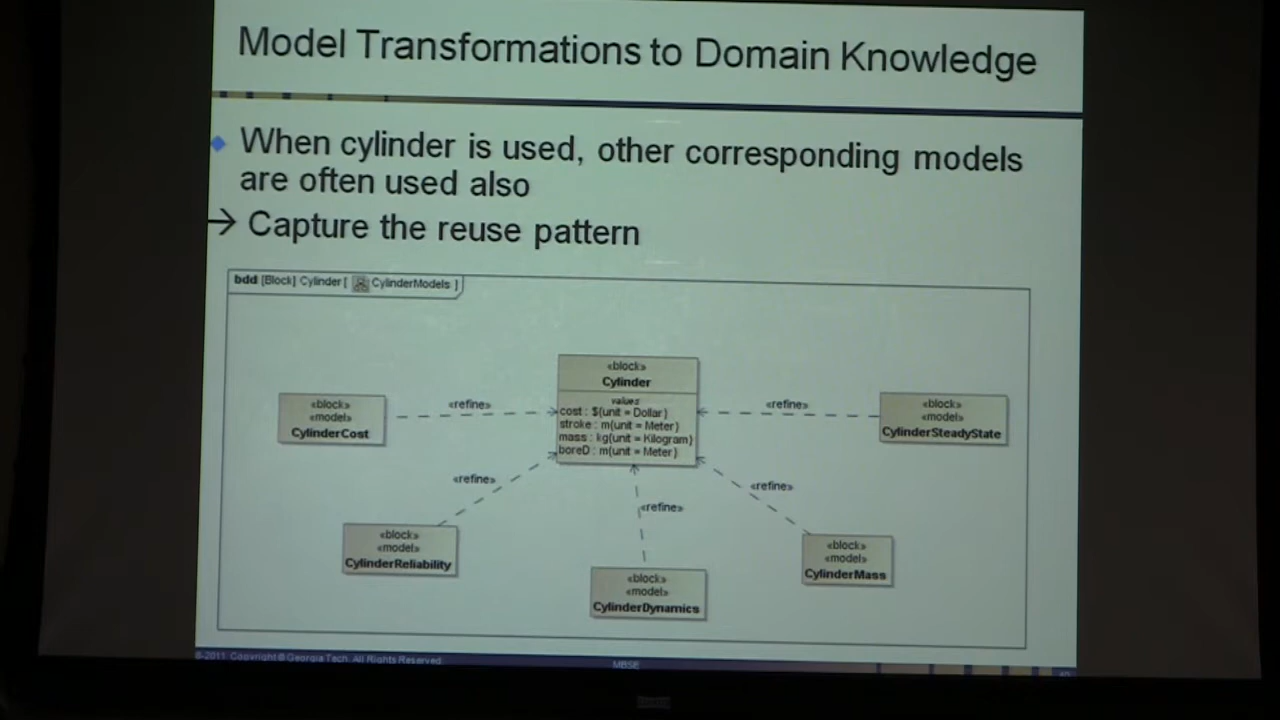 Model Transformations to Domain Knowledge
When cylinder is used, other corresponding models
are often used also
→ Capture the reuse pattern
bdd [Block] Cylinder [ CylinderModels ]
«block»
Cylinder
values
cost : $(unit = Dollar)
stroke : m(unit = Meter)
mass : kg(unit = Kilogram)
boreD : m(unit = Meter)
«block»
«model»
CylinderCost
«refine»
«refine»
«block»
«model»
CylinderSteadyState
«refine»
«refine»
«refine»
«block»
«model»
CylinderReliability
«block»
«model»
CylinderDynamics
«block»
«model»
CylinderMass
2011 Copyright © Georgia Tech. All Rights Reserved
MBSE